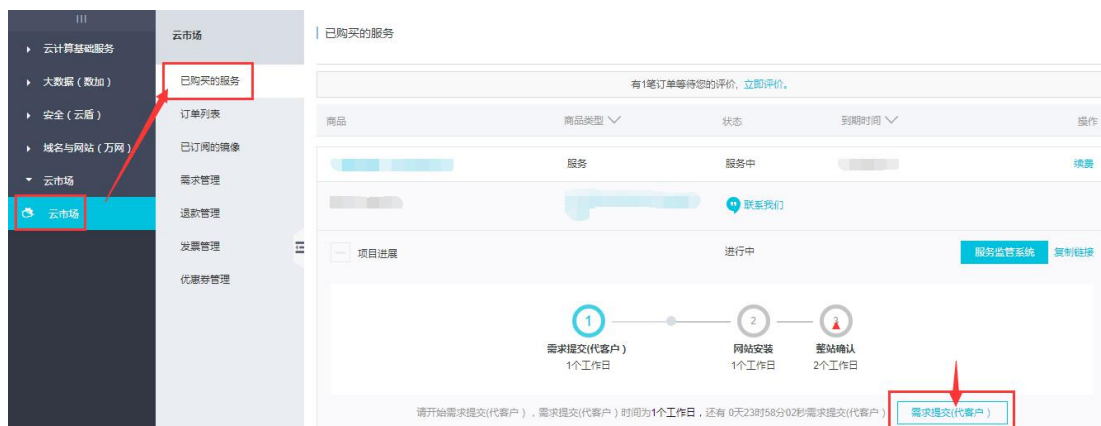 云计算基础服务
大数据（数加）
安全（云盾）
域名与网站（万网）
云市场
云市场
云市场
已购买的服务
订单列表
已订阅的镜像
需求管理
退款管理
发票管理
优惠券管理
已购买的服务
有1笔订单等待您的评价, 立即评价。
商品 商品类型 状态 到期时间 操作
服务 服务中 续费
联系我们
项目进展 进行中 服务监管系统 复制链接
1 2 3
需求提交(代客户) 网站安装 整站确认
1个工作日 1个工作日 2个工作日
请开始需求提交(代客户)，需求提交(代客户)时间为1个工作日，还有 0天23时58分02秒需求提交(代客户) 需求提交(代客户)